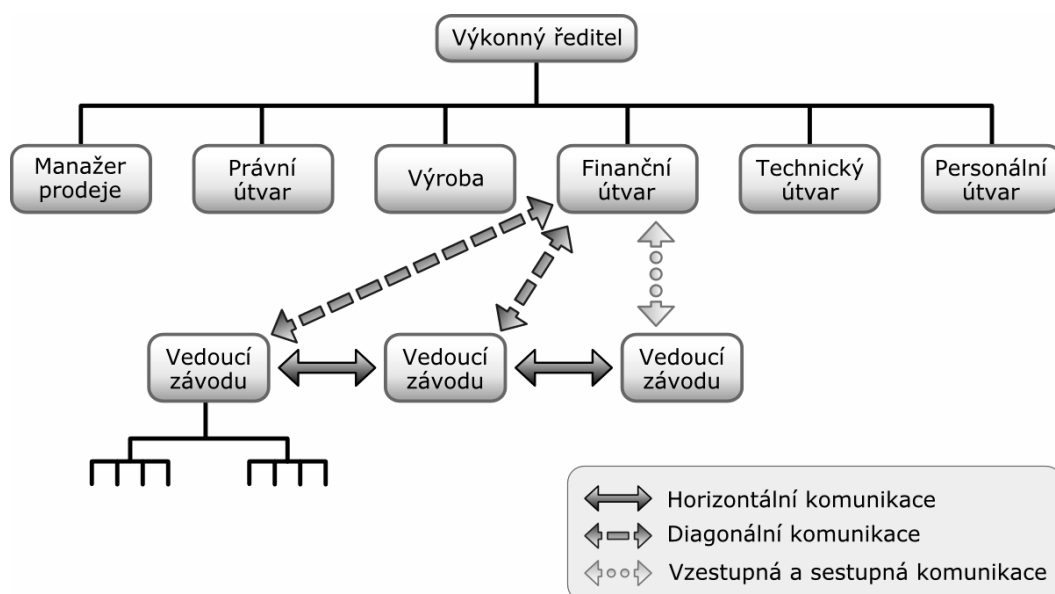 Výkonný ředitel
Manažer
prodeje
Právní
útvar
Výroba
Finanční
útvar
Technický
útvar
Personální
útvar
Vedoucí
závodu
Vedoucí
závodu
Vedoucí
závodu
Horizontální komunikace
Diagonální komunikace
Vzestupná a sestupná komunikace